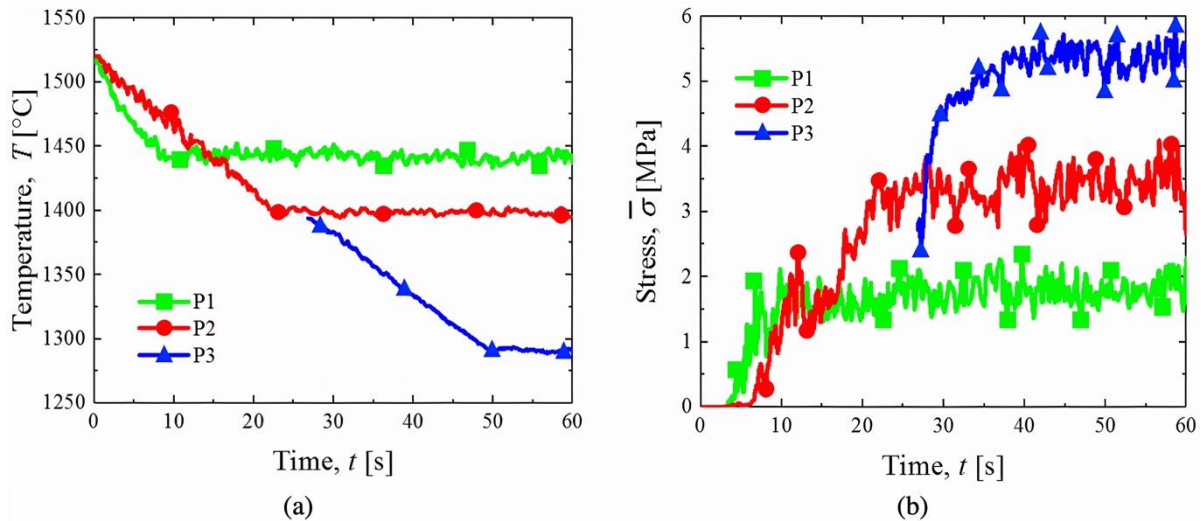 1550
1500
1450
1400
1350
1300
1250
Temperature, T [°C]
P1
P2
P3
0 10 20 30 40 50 60
Time, t [s]
(a)
6
5
4
3
2
1
0
Stress, σ̅ [MPa]
P1
P2
P3
0 10 20 30 40 50 60
Time, t [s]
(b)